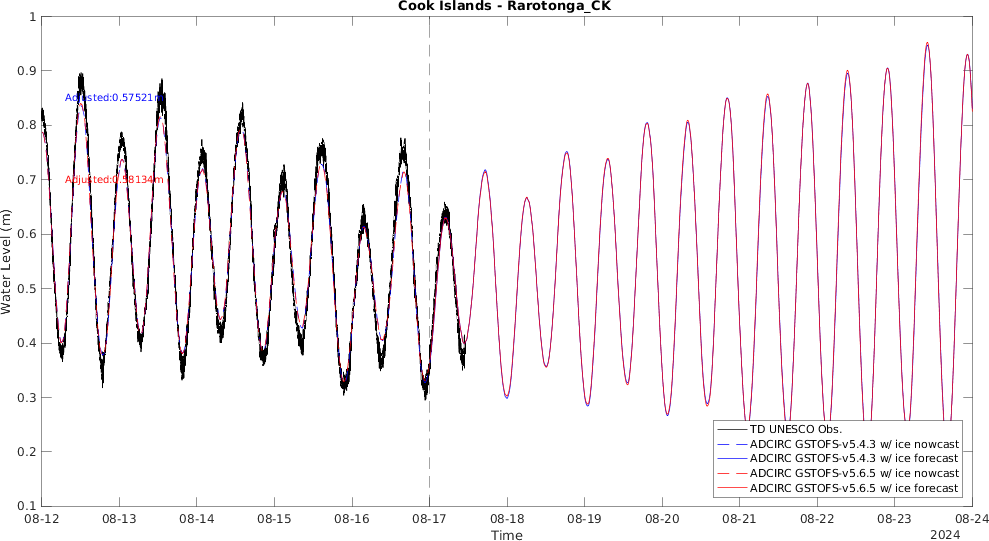 Cook Islands - Rarotonga_CK
1
0.9
Adjusted:0.57521m
0.8
0.7
Adjusted:0.58134m
0.6
Water Level (m)
0.5
0.4
0.3
TD UNESCO Obs.
ADCIRC GSTOFS-v5.4.3 w/ ice nowcast
ADCIRC GSTOFS-v5.4.3 w/ ice forecast
ADCIRC GSTOFS-v5.6.5 w/ ice nowcast
ADCIRC GSTOFS-v5.6.5 w/ ice forecast
0.2
0.1
08-12 08-13 08-14 08-15 08-16 08-17 08-18 08-19 08-20 08-21 08-22 08-23 08-24
Time
2024